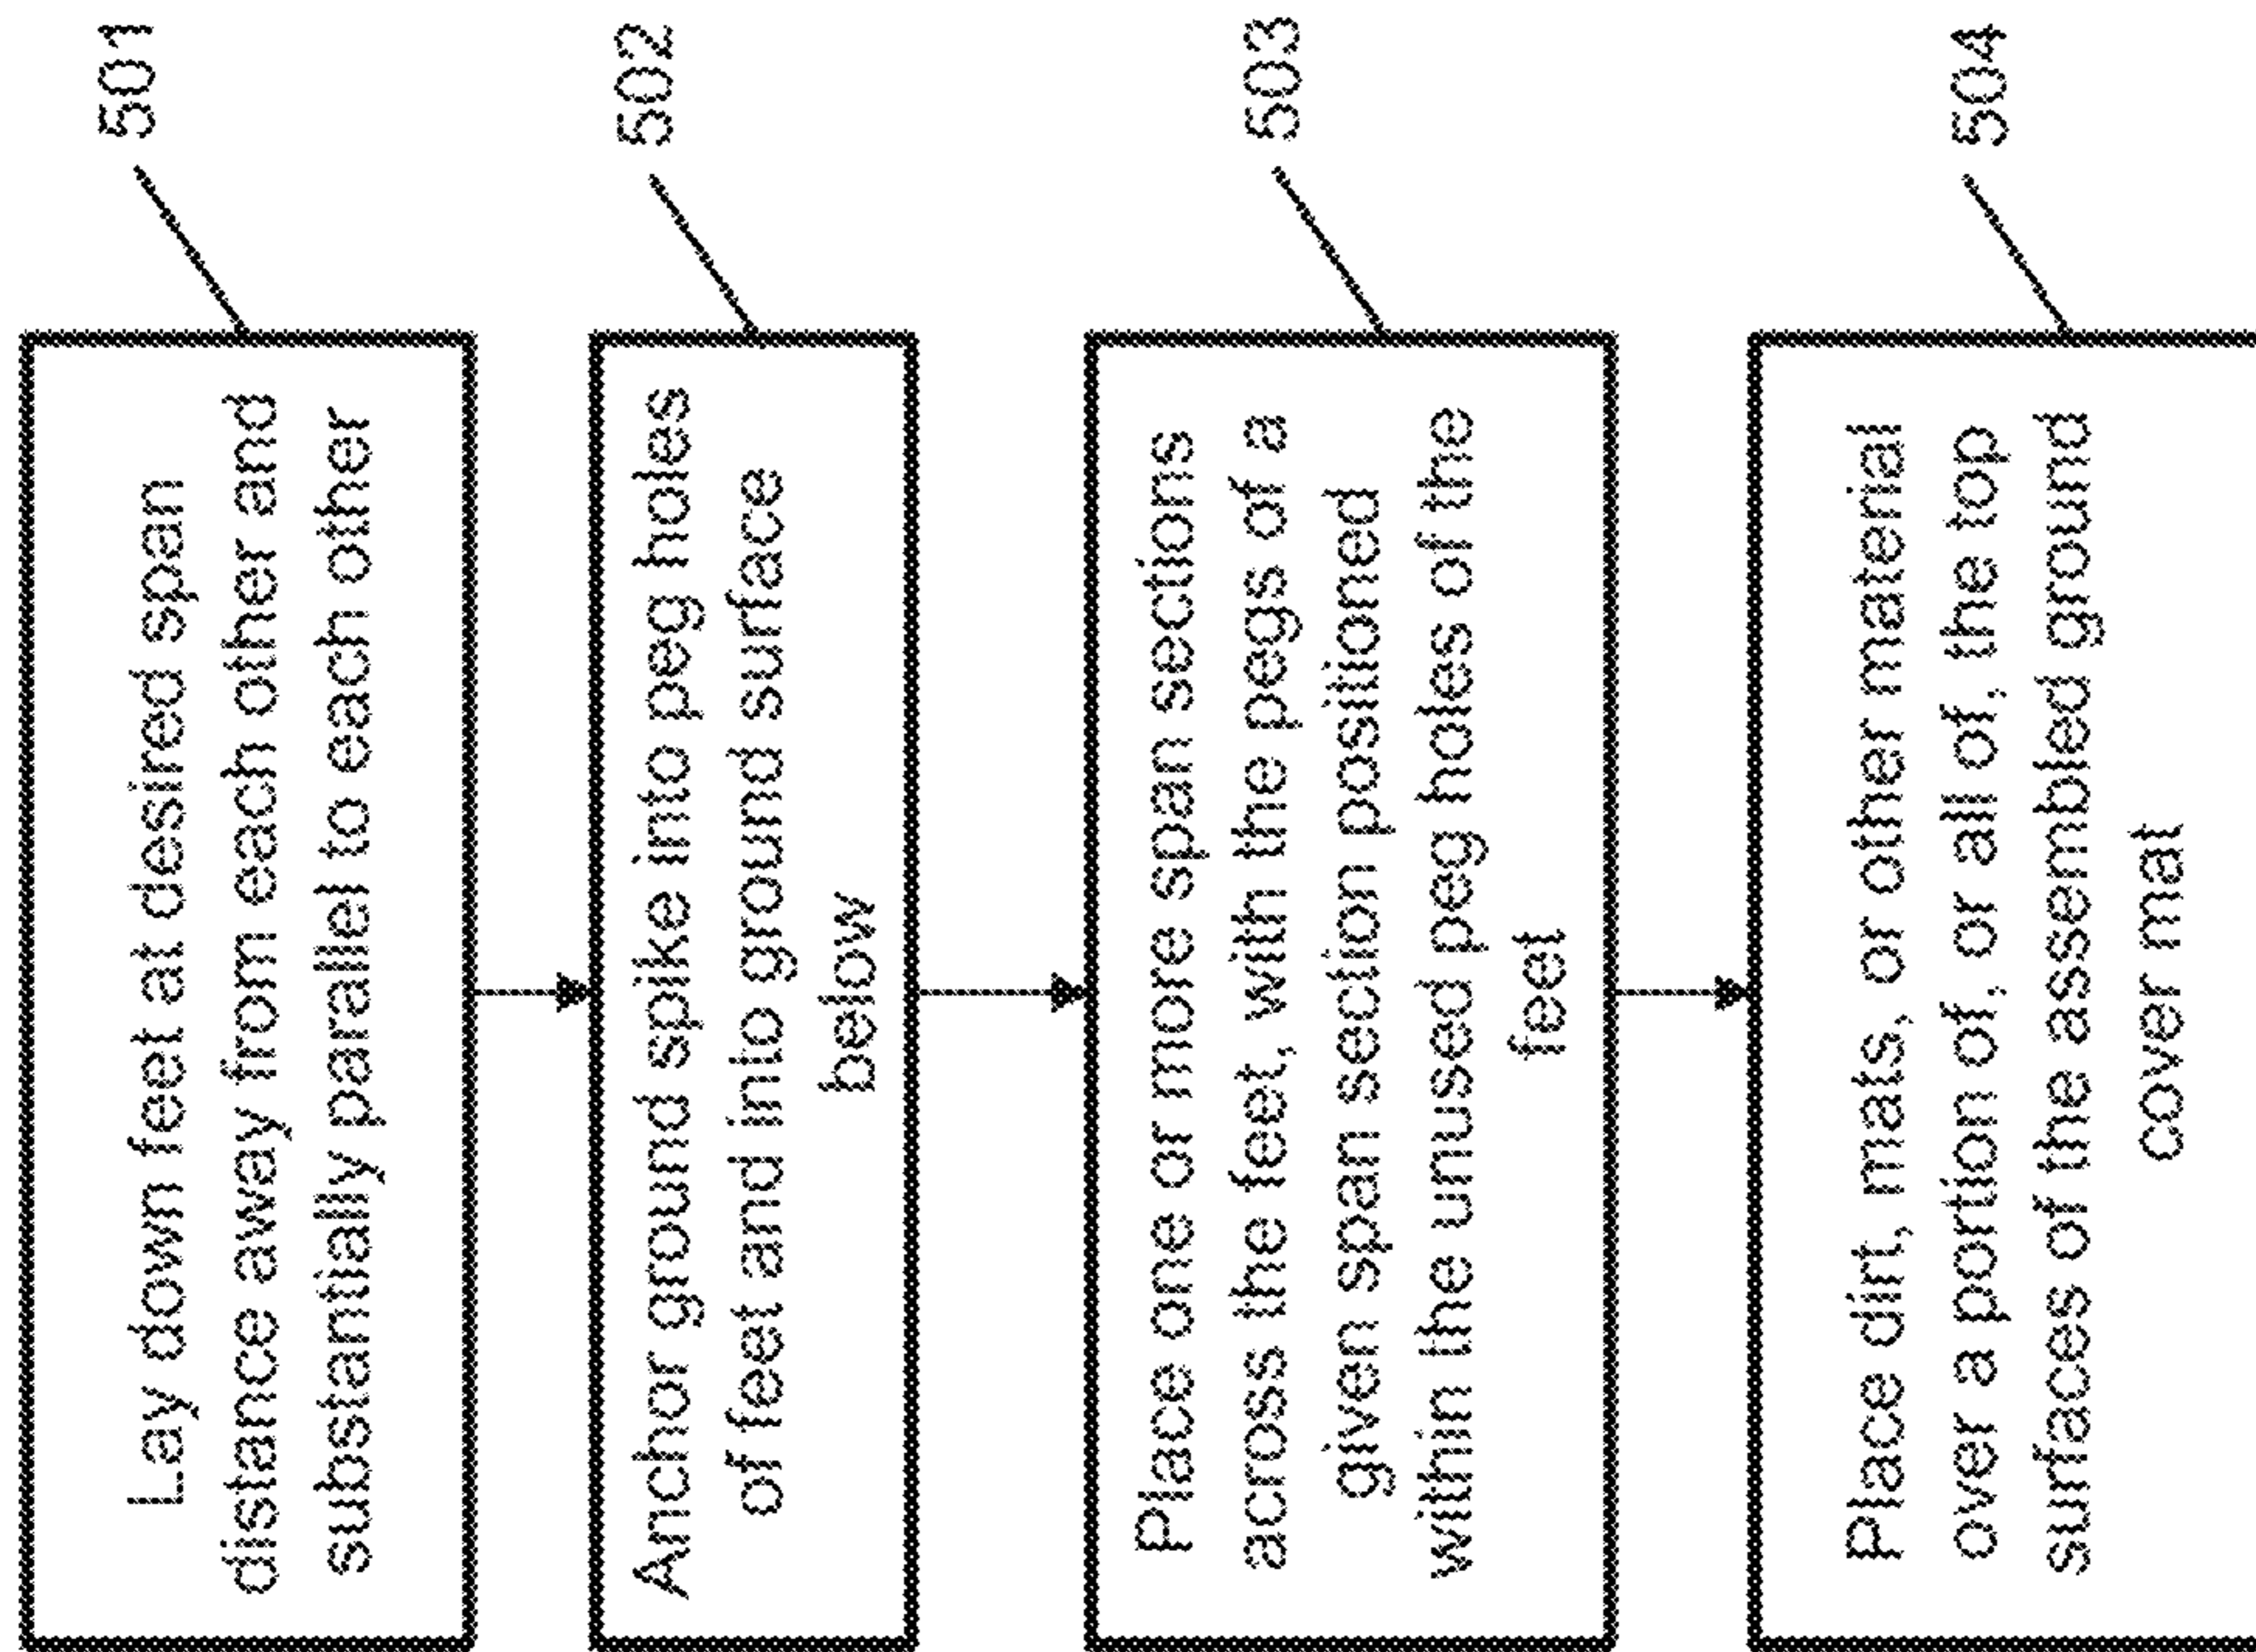 501
Lay down feet at desired span
distance away from each other and
substantially parallel to each other
502
Anchor ground spike into peg holes
of feet and into ground surface
below
503
Place one or more span sections
across the feet, with the pegs of a
given span section positioned
within the unused peg holes of the
feet
504
Place dirt, mats, or other material
over a portion of, or all of, the top
surfaces of the assembled ground
cover mat